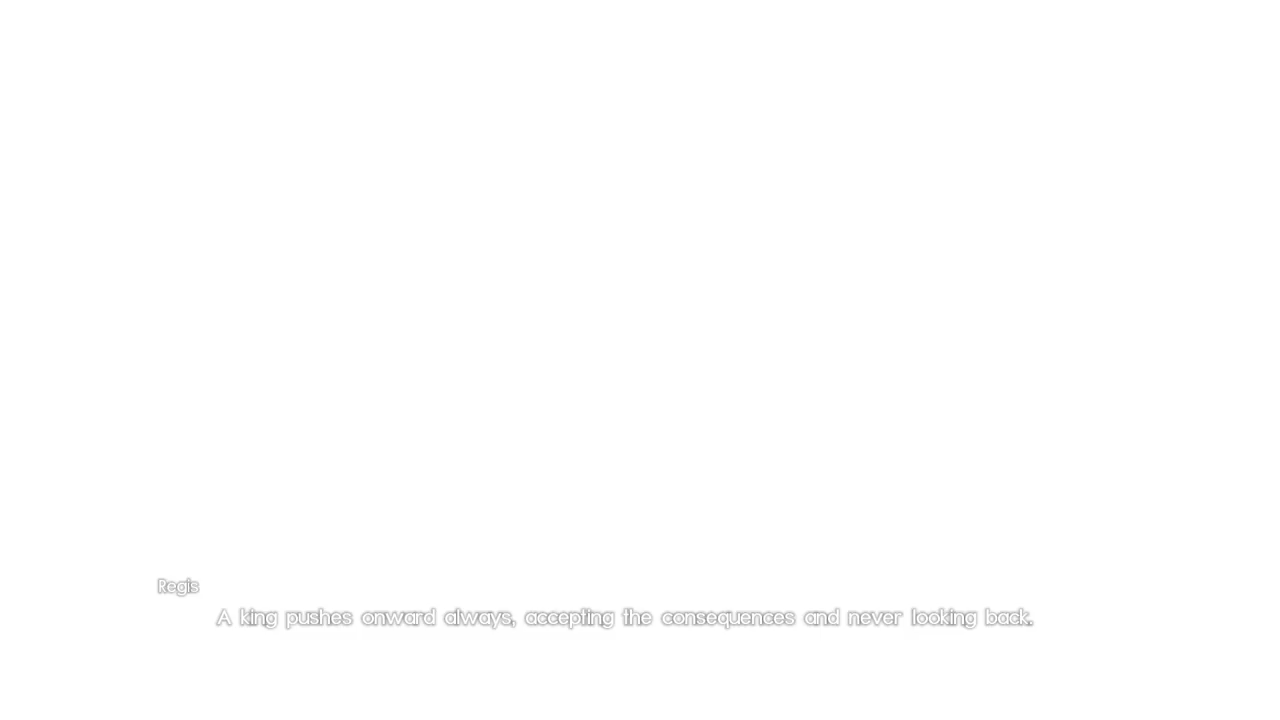 Regis
A king pushes onward always, accepting the consequences and never looking back.